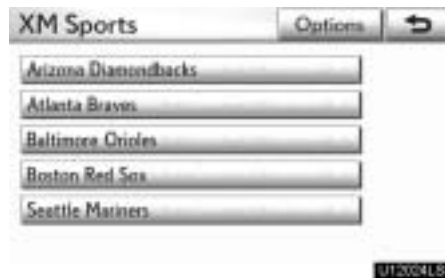 XM Sports Options
Arizona Diamondbacks
Atlanta Braves
Baltimore Orioles
Boston Red Sox
Seattle Mariners
U12024LS